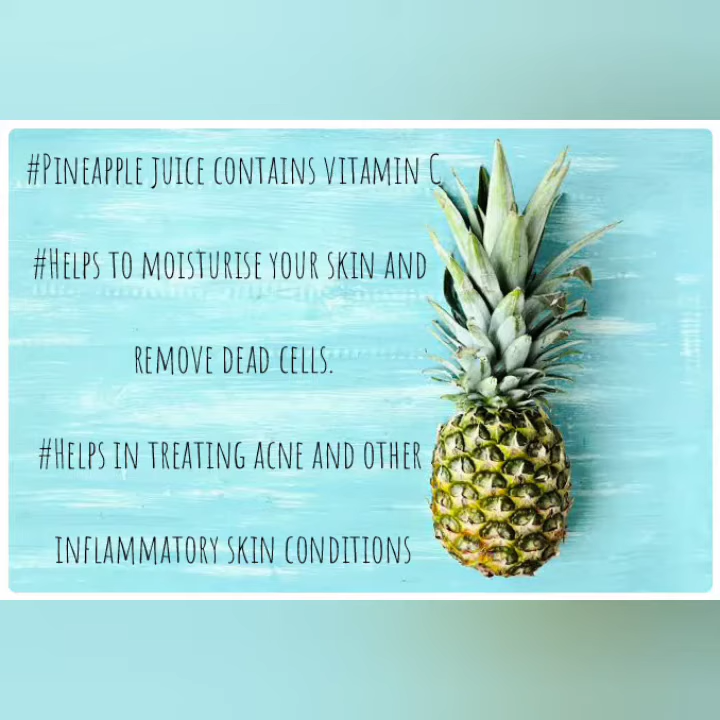 #Pineapple juice contains vitamin C
#Helps to moisturise your skin and
remove dead cells.
#Helps in treating acne and other
inflammatory skin conditions